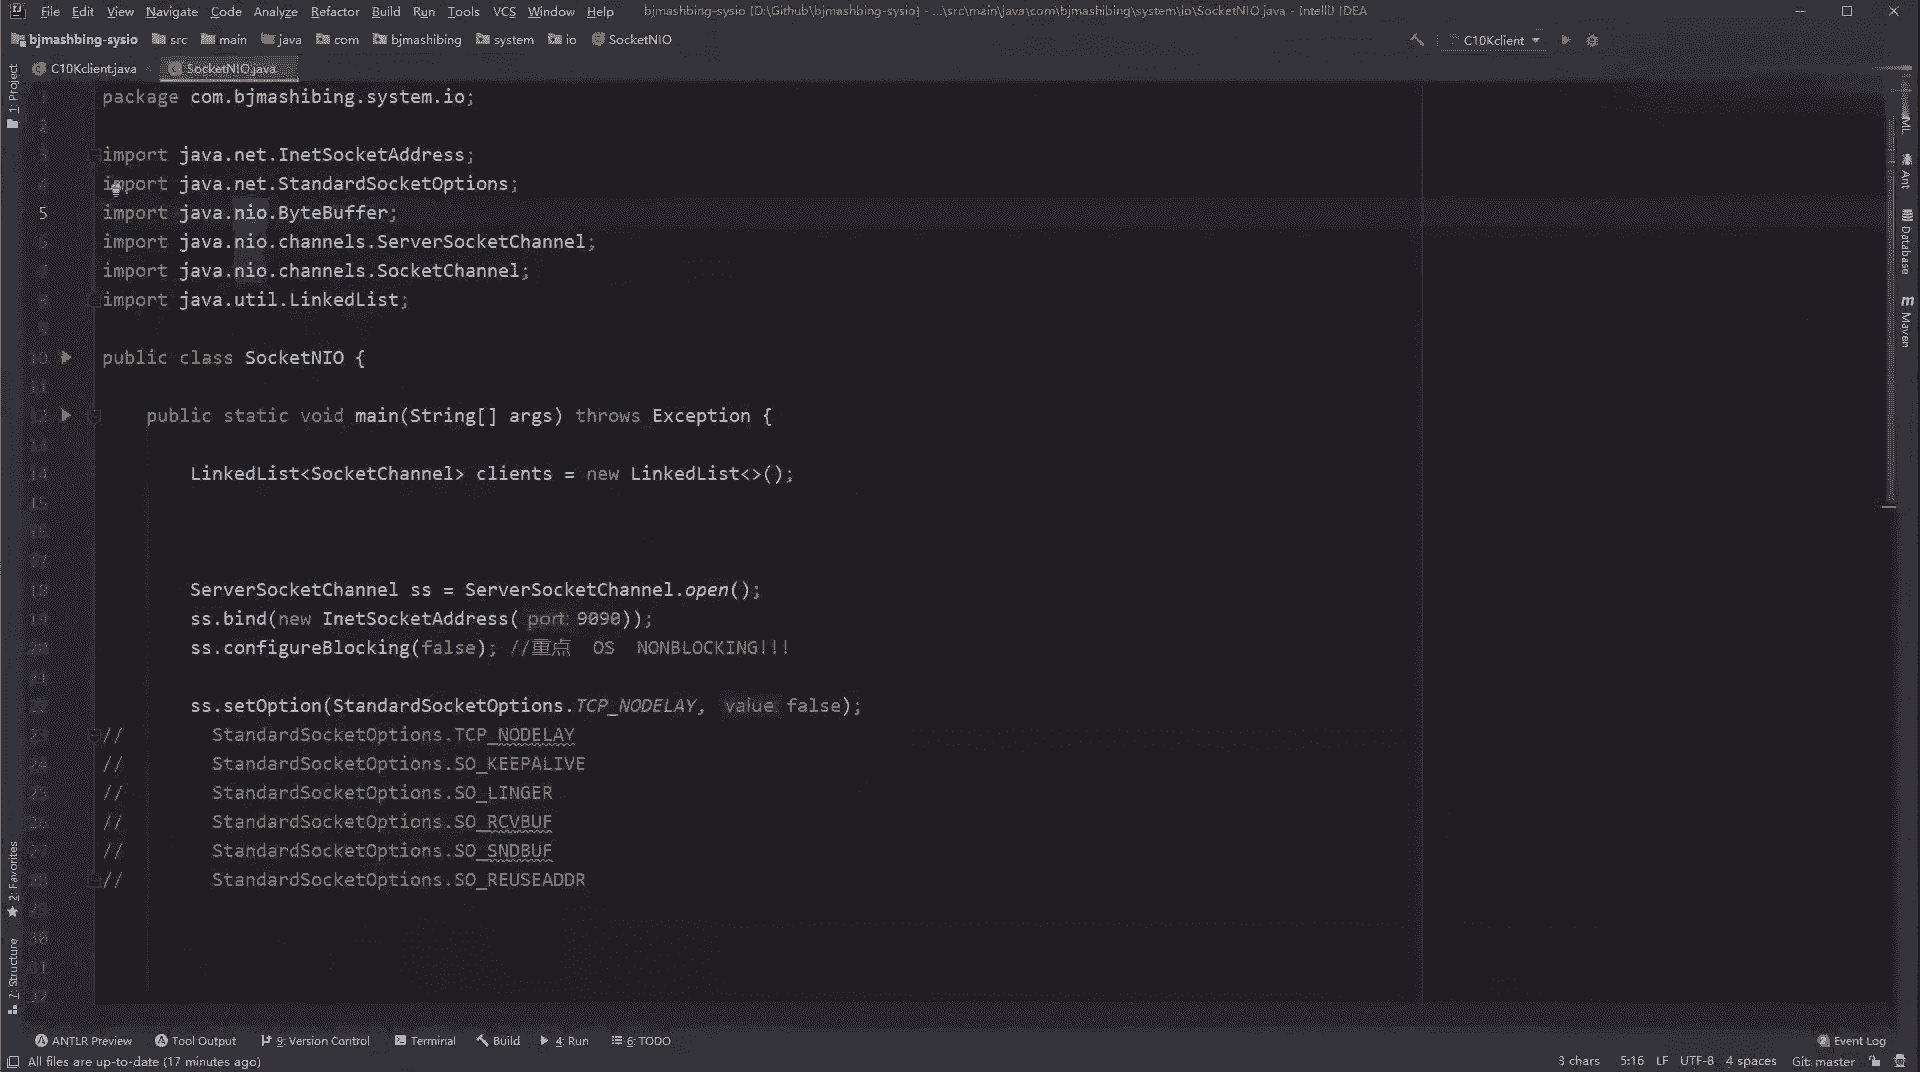 File Edit View Navigate Code Analyze Refactor Build Run Tools VCS Window Help bjmashbing-sysio [D:\Github\bjmashbing-sysio] - ...\src\main\java\com\bjmashibing\system\io\SocketNIO.java - IntelliJ IDEA
bjmashbing-sysio src main java com bjmashibing system io SocketNIO C10Kclient
C10Kclient.java SocketNIO.java
1: Project
1 package com.bjmashibing.system.io;
2
3 import java.net.InetSocketAddress;
4 import java.net.StandardSocketOptions;
5 import java.nio.ByteBuffer;
6 import java.nio.channels.ServerSocketChannel;
7 import java.nio.channels.SocketChannel;
8 import java.util.LinkedList;
9
10 public class SocketNIO {
11
12 public static void main(String[] args) throws Exception {
13
14 LinkedList<SocketChannel> clients = new LinkedList<>();
15
16
17
18 ServerSocketChannel ss = ServerSocketChannel.open();
19 ss.bind(new InetSocketAddress( port: 9090));
20 ss.configureBlocking(false); //重点 OS NONBLOCKING!!!
21
22 ss.setOption(StandardSocketOptions.TCP_NODELAY, value: false);
23 // StandardSocketOptions.TCP_NODELAY
24 // StandardSocketOptions.SO_KEEPALIVE
25 // StandardSocketOptions.SO_LINGER
26 // StandardSocketOptions.SO_RCVBUF
27 // StandardSocketOptions.SO_SNDBUF
28 // StandardSocketOptions.SO_REUSEADDR
29
30
31
32
2: Favorites
7: Structure
Ant
Database
m Maven
ANTLR Preview Tool Output 9: Version Control Terminal Build 4: Run 6: TODO Event Log
All files are up-to-date (17 minutes ago) 3 chars 5:16 LF UTF-8 4 spaces Git: master